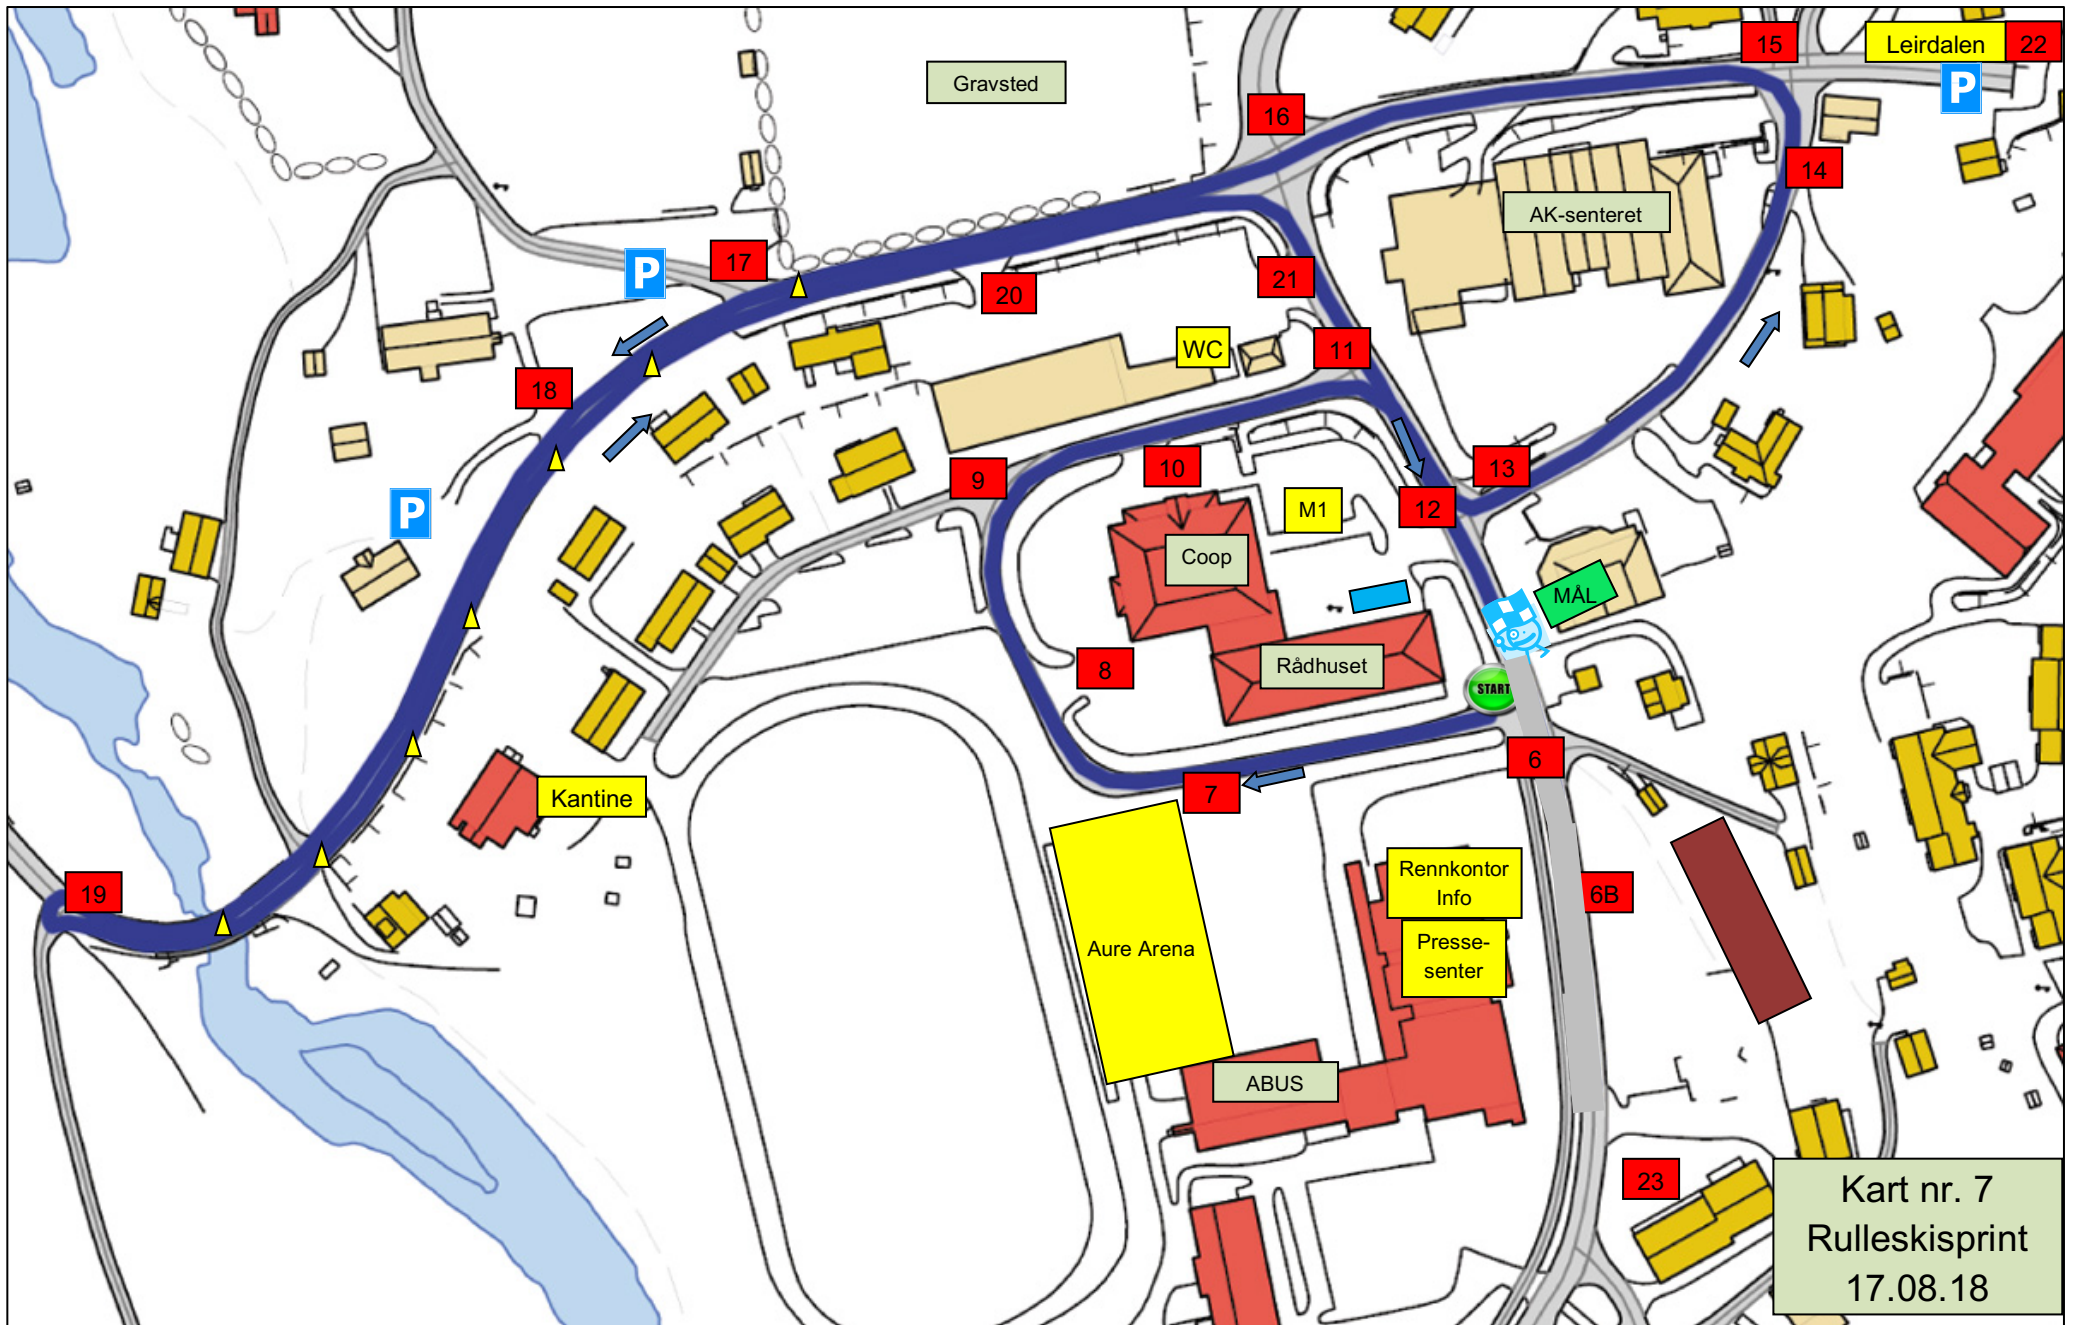 15
Leirdalen
22
P
Gravsted
16
14
AK-senteret
17
P
20
21
WC
11
18
9
10
13
12
M1
P
Coop
MÅL
8
Rådhuset
START
6
7
Kantine
19
Rennkontor
Info
6B
Aure Arena
Presse-
senter
ABUS
23
Kart nr. 7
Rulleskisprint
17.08.18